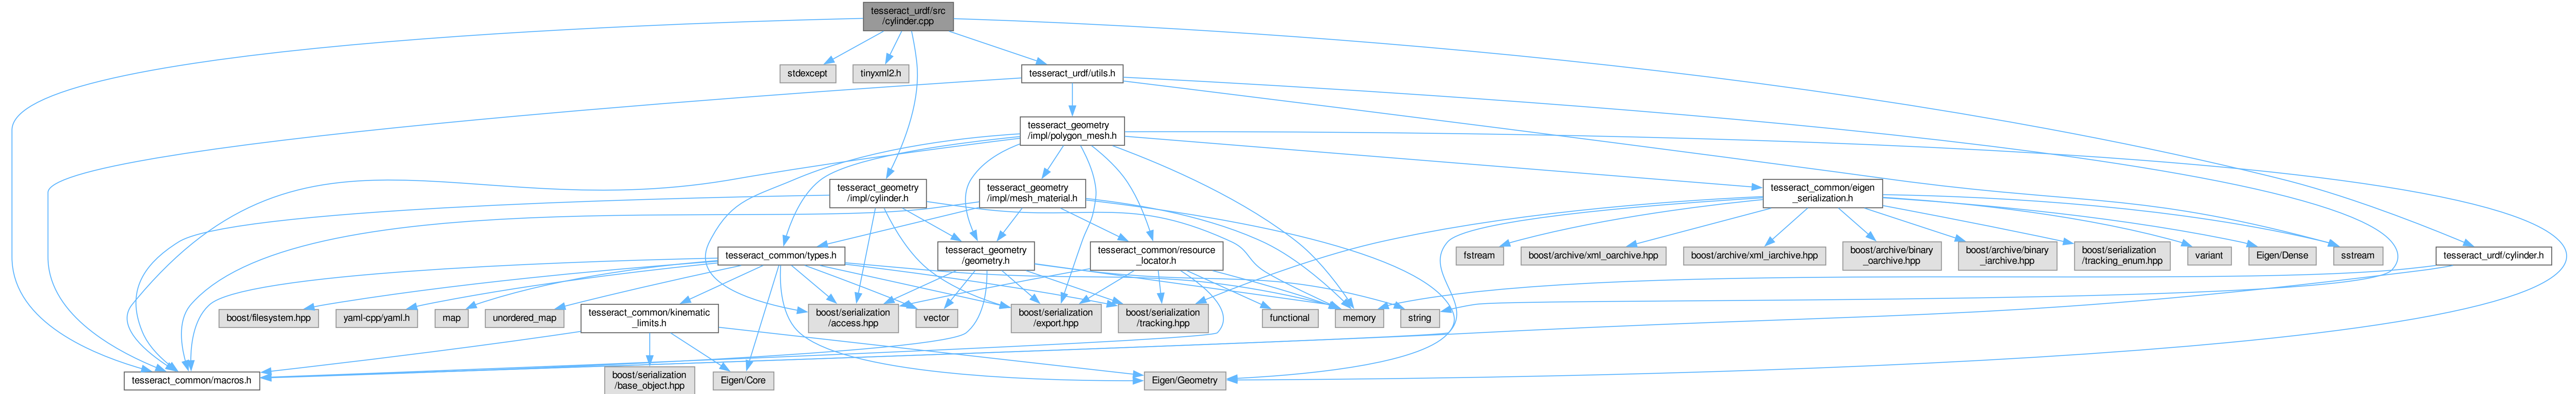 tesseract_urdf/src
/cylinder.cpp
stdexcept
tinyxml2.h
tesseract_urdf/utils.h
tesseract_geometry
/impl/polygon_mesh.h
tesseract_geometry
/impl/cylinder.h
tesseract_geometry
/impl/mesh_material.h
tesseract_common/eigen
_serialization.h
tesseract_common/types.h
tesseract_geometry
/geometry.h
tesseract_common/resource
_locator.h
fstream
boost/archive/xml_oarchive.hpp
boost/archive/xml_iarchive.hpp
boost/archive/binary
_oarchive.hpp
boost/archive/binary
_iarchive.hpp
boost/serialization
/tracking_enum.hpp
variant
Eigen/Dense
sstream
tesseract_urdf/cylinder.h
boost/filesystem.hpp
yaml-cpp/yaml.h
map
unordered_map
tesseract_common/kinematic
_limits.h
boost/serialization
/access.hpp
vector
boost/serialization
/export.hpp
boost/serialization
/tracking.hpp
functional
memory
string
tesseract_common/macros.h
boost/serialization
/base_object.hpp
Eigen/Core
Eigen/Geometry